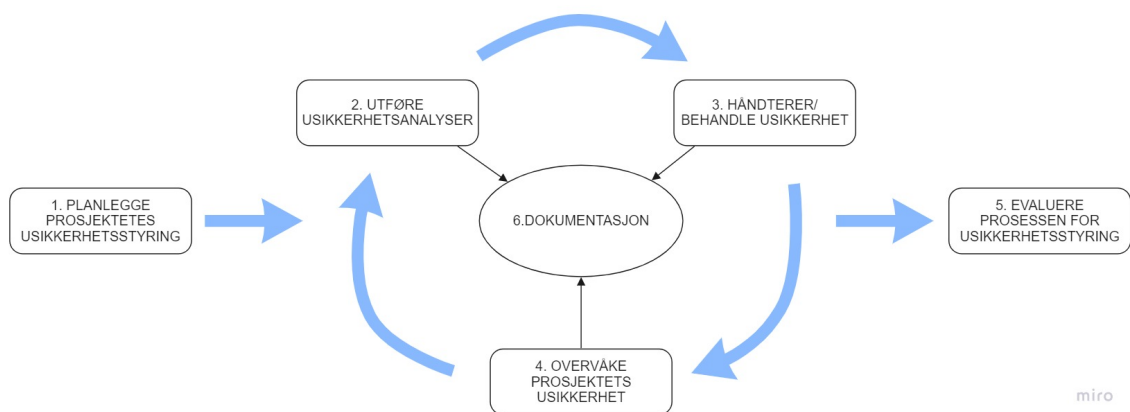 1. PLANLEGGE
PROSJEKTETES
USIKKERHETSSTYRING
2. UTFØRE
USIKKERHETSANALYSER
3. HÅNDTERER/
BEHANDLE USIKKERHET
4. OVERVÅKE
PROSJEKTETS
USIKKERHET
5. EVALUERE
PROSESSEN FOR
USIKKERHETSSTYRING
6.DOKUMENTASJON
miro